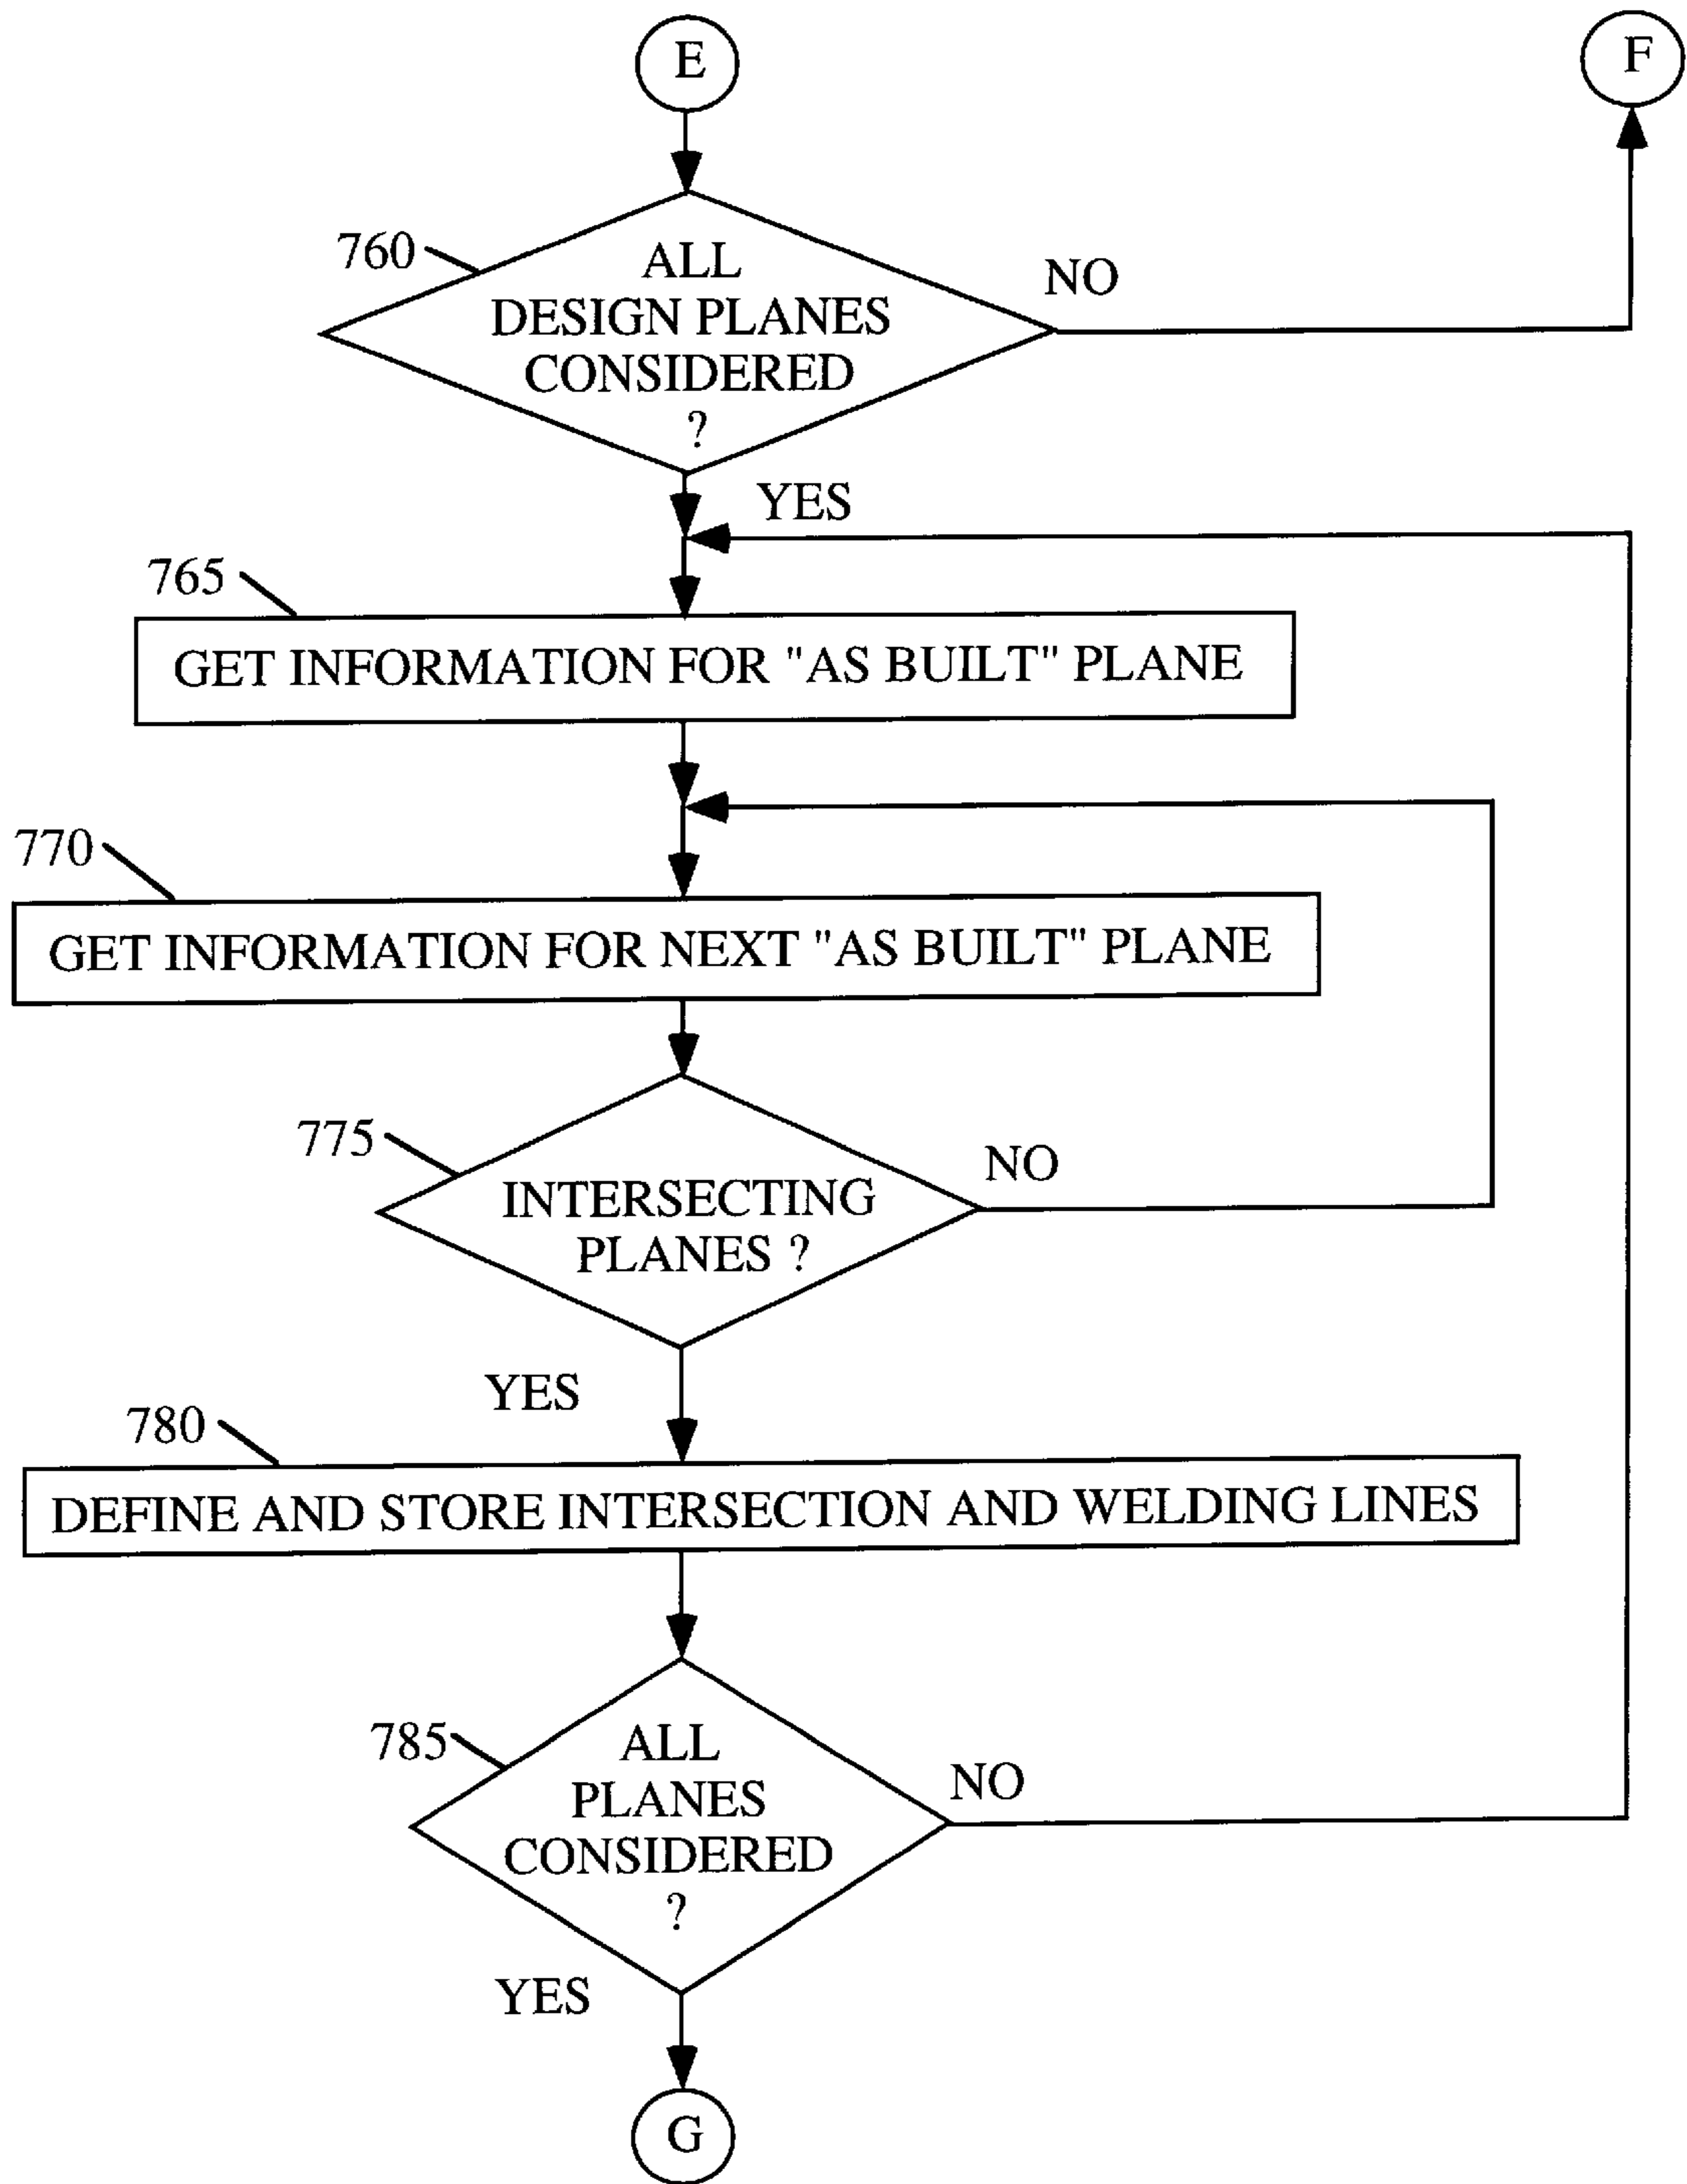 E
F
760
ALL
DESIGN PLANES
CONSIDERED
?
NO
YES
765
GET INFORMATION FOR "AS BUILT" PLANE
770
GET INFORMATION FOR NEXT "AS BUILT" PLANE
775
INTERSECTING
PLANES ?
NO
YES
780
DEFINE AND STORE INTERSECTION AND WELDING LINES
785
ALL
PLANES
CONSIDERED
?
NO
YES
G